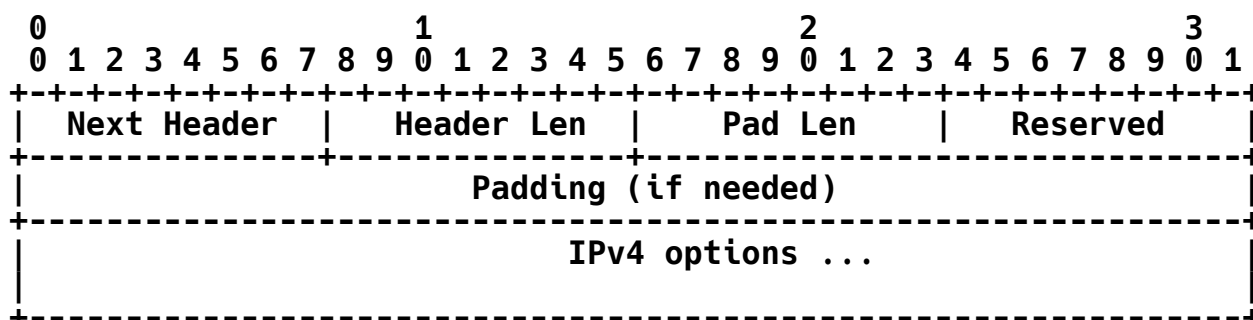 0                   1                   2                   3
 0 1 2 3 4 5 6 7 8 9 0 1 2 3 4 5 6 7 8 9 0 1 2 3 4 5 6 7 8 9 0 1
+-+-+-+-+-+-+-+-+-+-+-+-+-+-+-+-+-+-+-+-+-+-+-+-+-+-+-+-+-+-+-+-+
|  Next Header  |   Header Len  |    Pad Len    |   Reserved    |
+---------------+---------------+-------------------------------+
|                       Padding (if needed)                     |
+---------------------------------------------------------------+
|                            IPv4 options ...                   |
|                                                               |
+---------------------------------------------------------------+